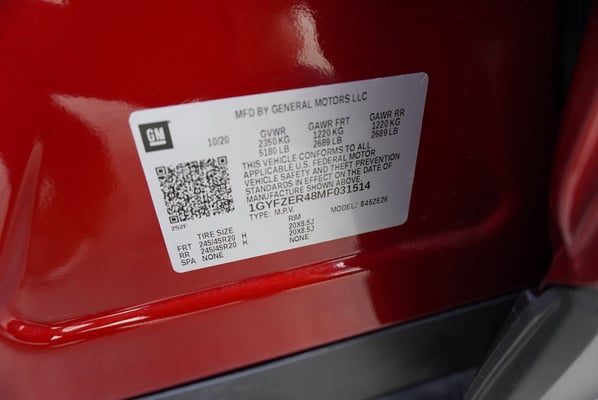 MFD BY GENERAL MOTORS LLC
GM
10/20
GVWR GAWR FRT GAWR RR
2350 KG 1220 KG 1220 KG
5180 LB 2689 LB 2689 LB
THIS VEHICLE CONFORMS TO ALL
APPLICABLE U.S. FEDERAL MOTOR
VEHICLE SAFETY AND THEFT PREVENTION
STANDARDS IN EFFECT ON THE DATE OF
MANUFACTURE SHOWN ABOVE.
1GYFZER48MF031514
252F
TYPE: M.P.V. MODEL: 846ZE26
TIRE SIZE RIM
FRT 245/45R20 H 20X8.5J
RR 245/45R20 H 20X8.5J
SPA NONE NONE